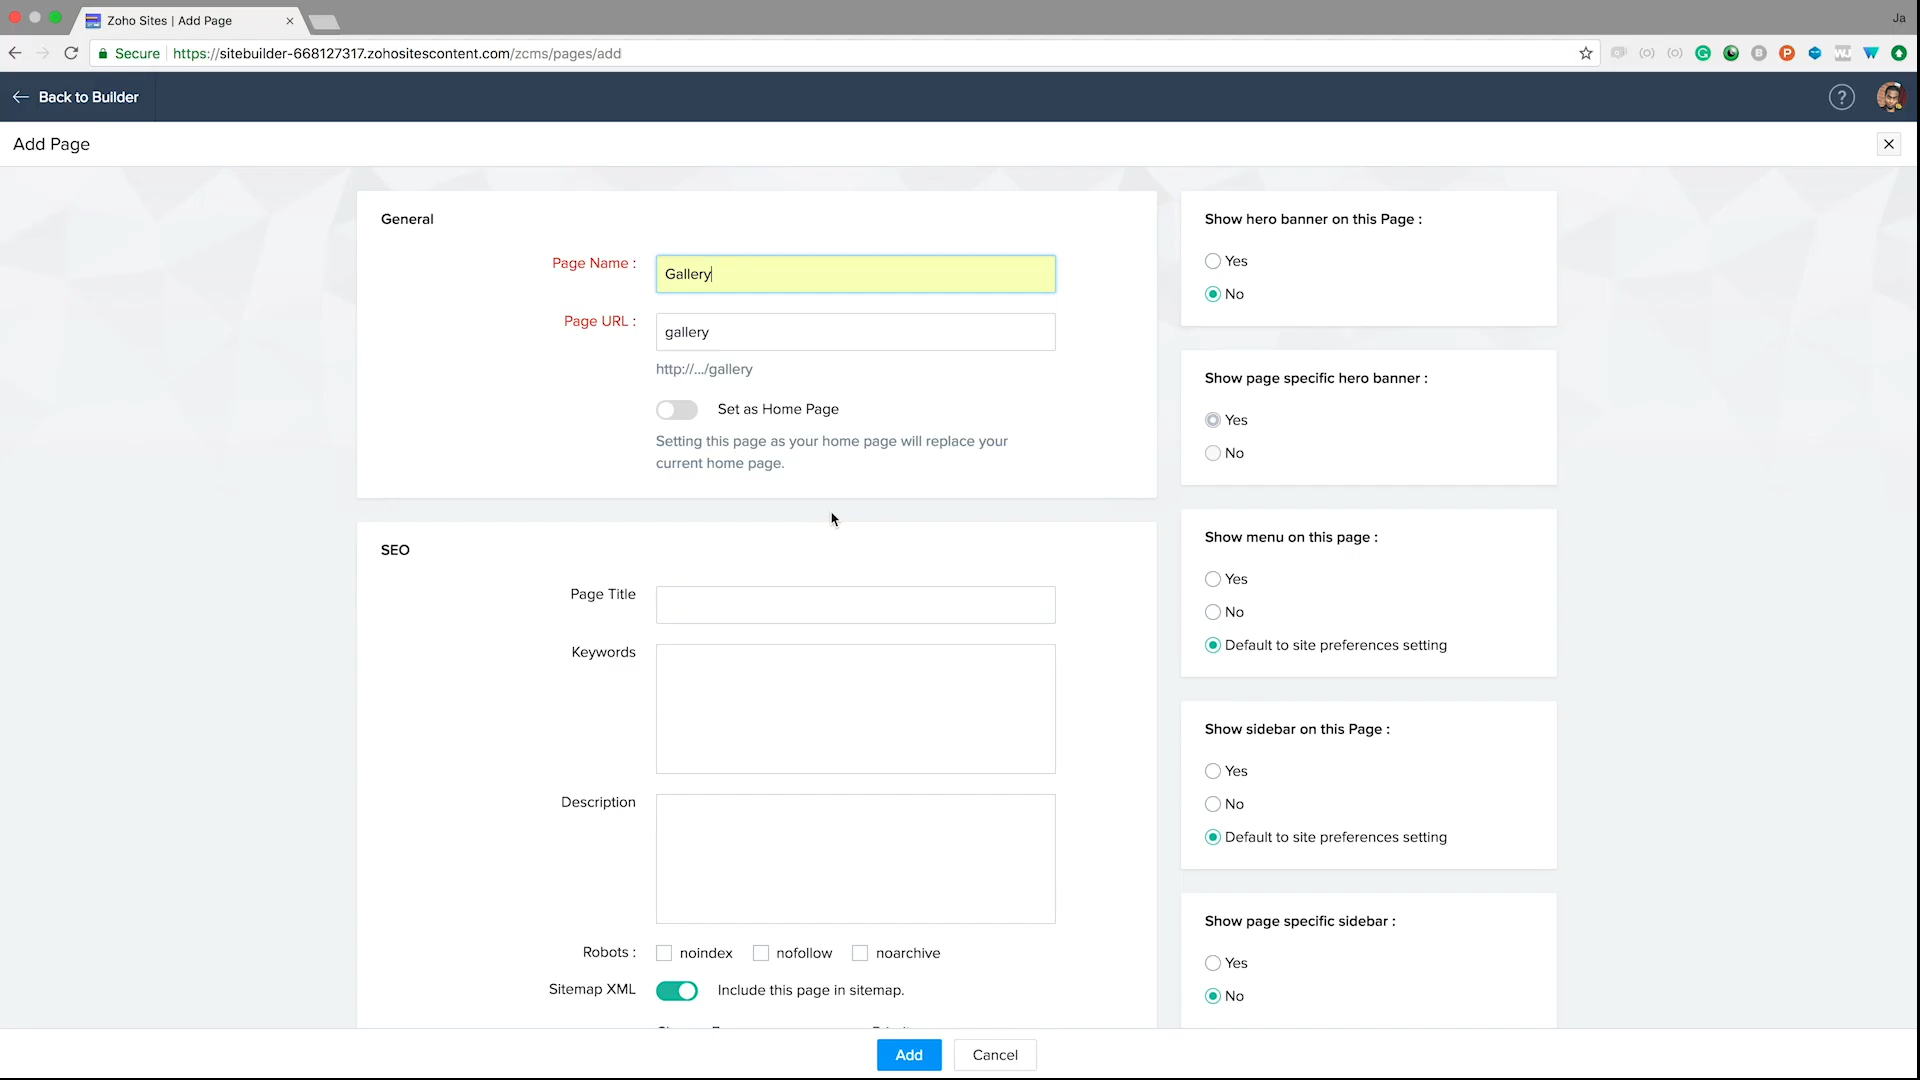 Zoho Sites | Add Page
Ja
Secure https://sitebuilder-668127317.zohositescontent.com/zcms/pages/add
Back to Builder
Add Page
General
Page Name :
Gallery
Page URL :
gallery
http://.../gallery
Set as Home Page
Setting this page as your home page will replace your
current home page.
SEO
Page Title
Keywords
Description
Robots :
noindex
nofollow
noarchive
Sitemap XML
Include this page in sitemap.
Show hero banner on this Page :
Yes
No
Show page specific hero banner :
Yes
No
Show menu on this page :
Yes
No
Default to site preferences setting
Show sidebar on this Page :
Yes
No
Default to site preferences setting
Show page specific sidebar :
Yes
No
Add
Cancel